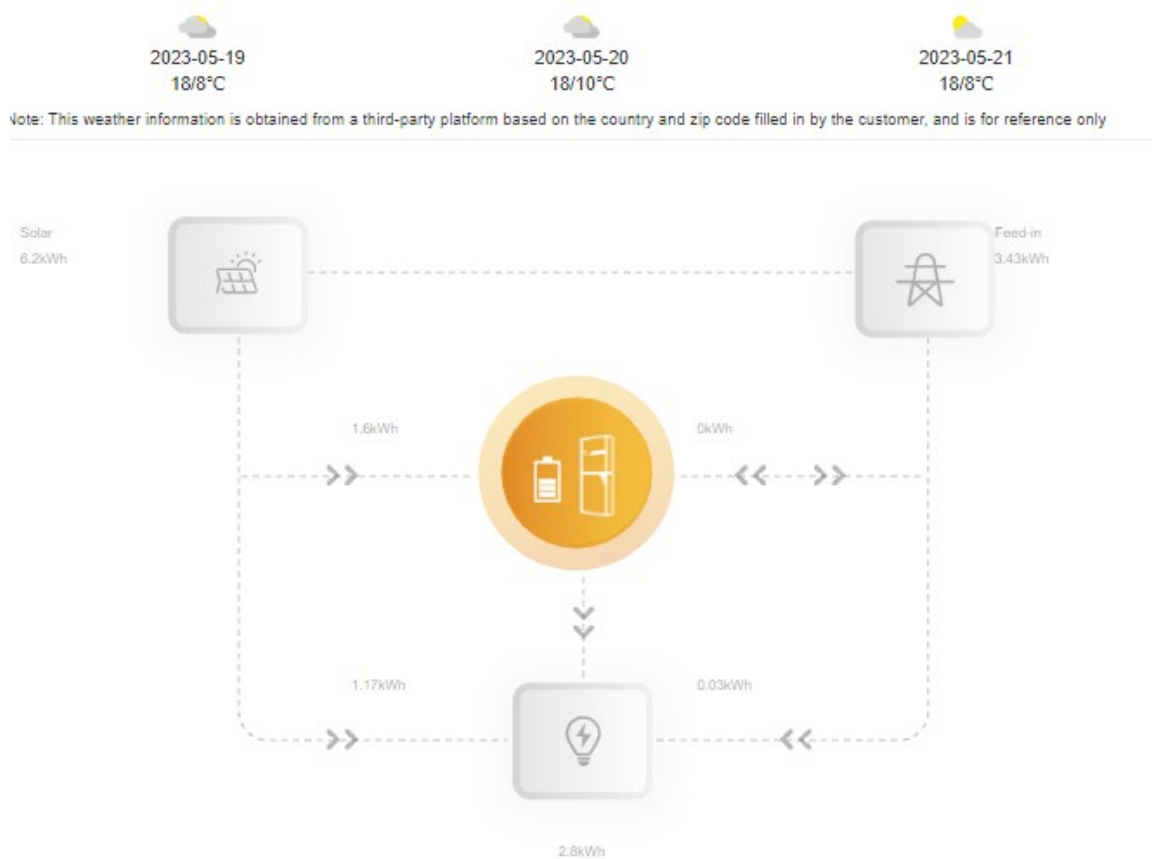 2023-05-19
18/8°C
2023-05-20
18/10°C
2023-05-21
18/8°C
Note: This weather information is obtained from a third-party platform based on the country and zip code filled in by the customer, and is for reference only
Solar
6.2kWh
Feed-in
3.43kWh
1.6kWh
0kWh
1.17kWh
0.03kWh
2.8kWh